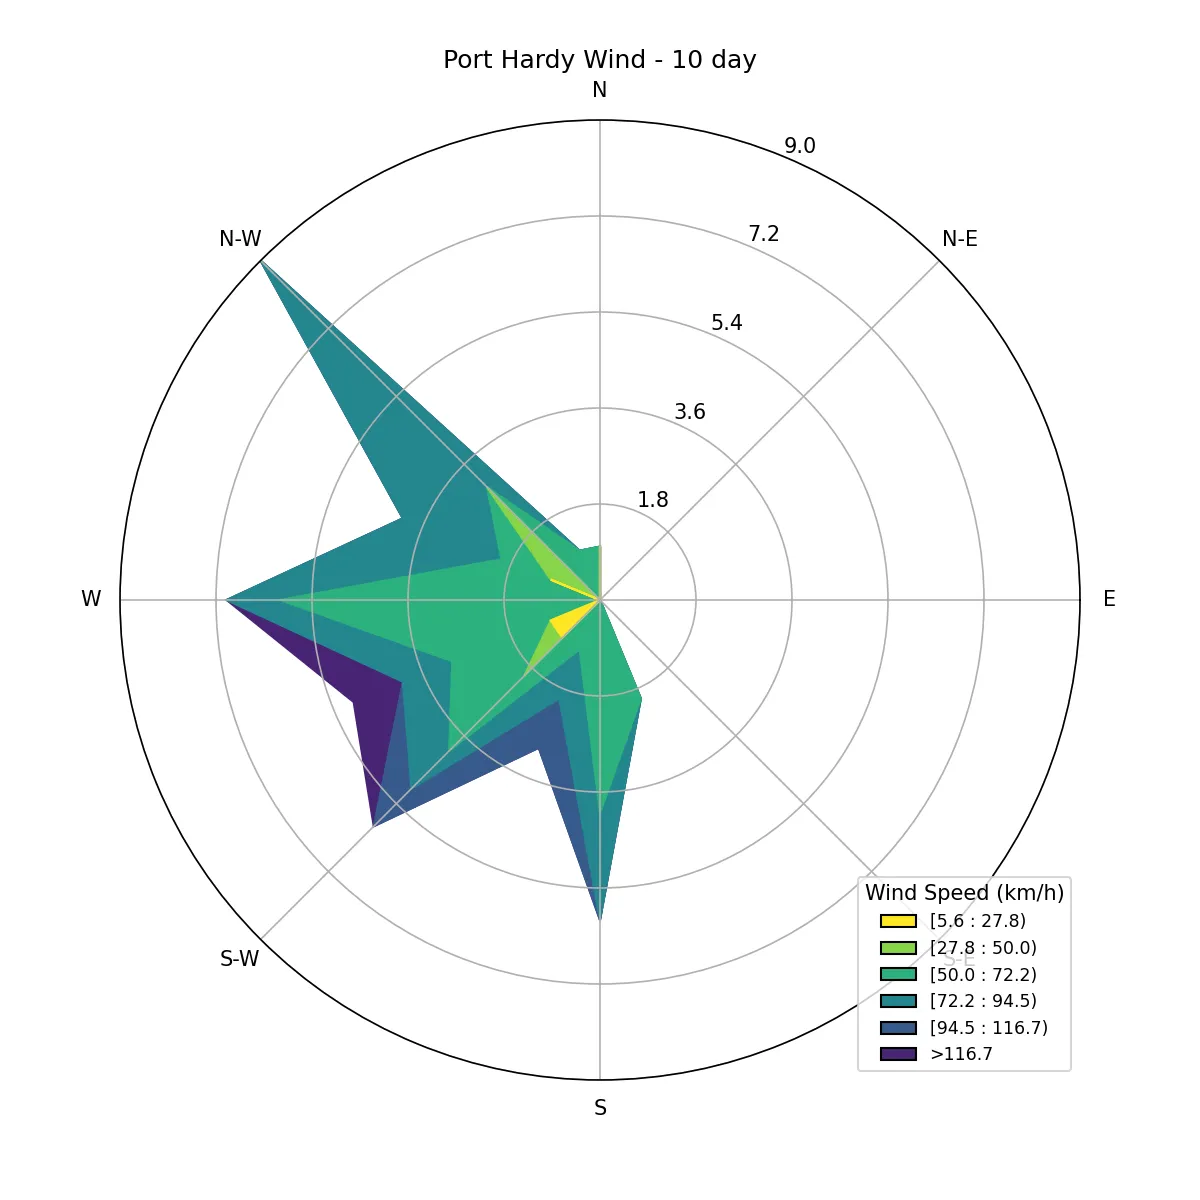 Port Hardy Wind - 10 day
N
9.0
7.2
N-W
N-E
5.4
3.6
1.8
W
E
S-W
S-E
S
Wind Speed (km/h)
[5.6 : 27.8)
[27.8 : 50.0)
[50.0 : 72.2)
[72.2 : 94.5)
[94.5 : 116.7)
>116.7